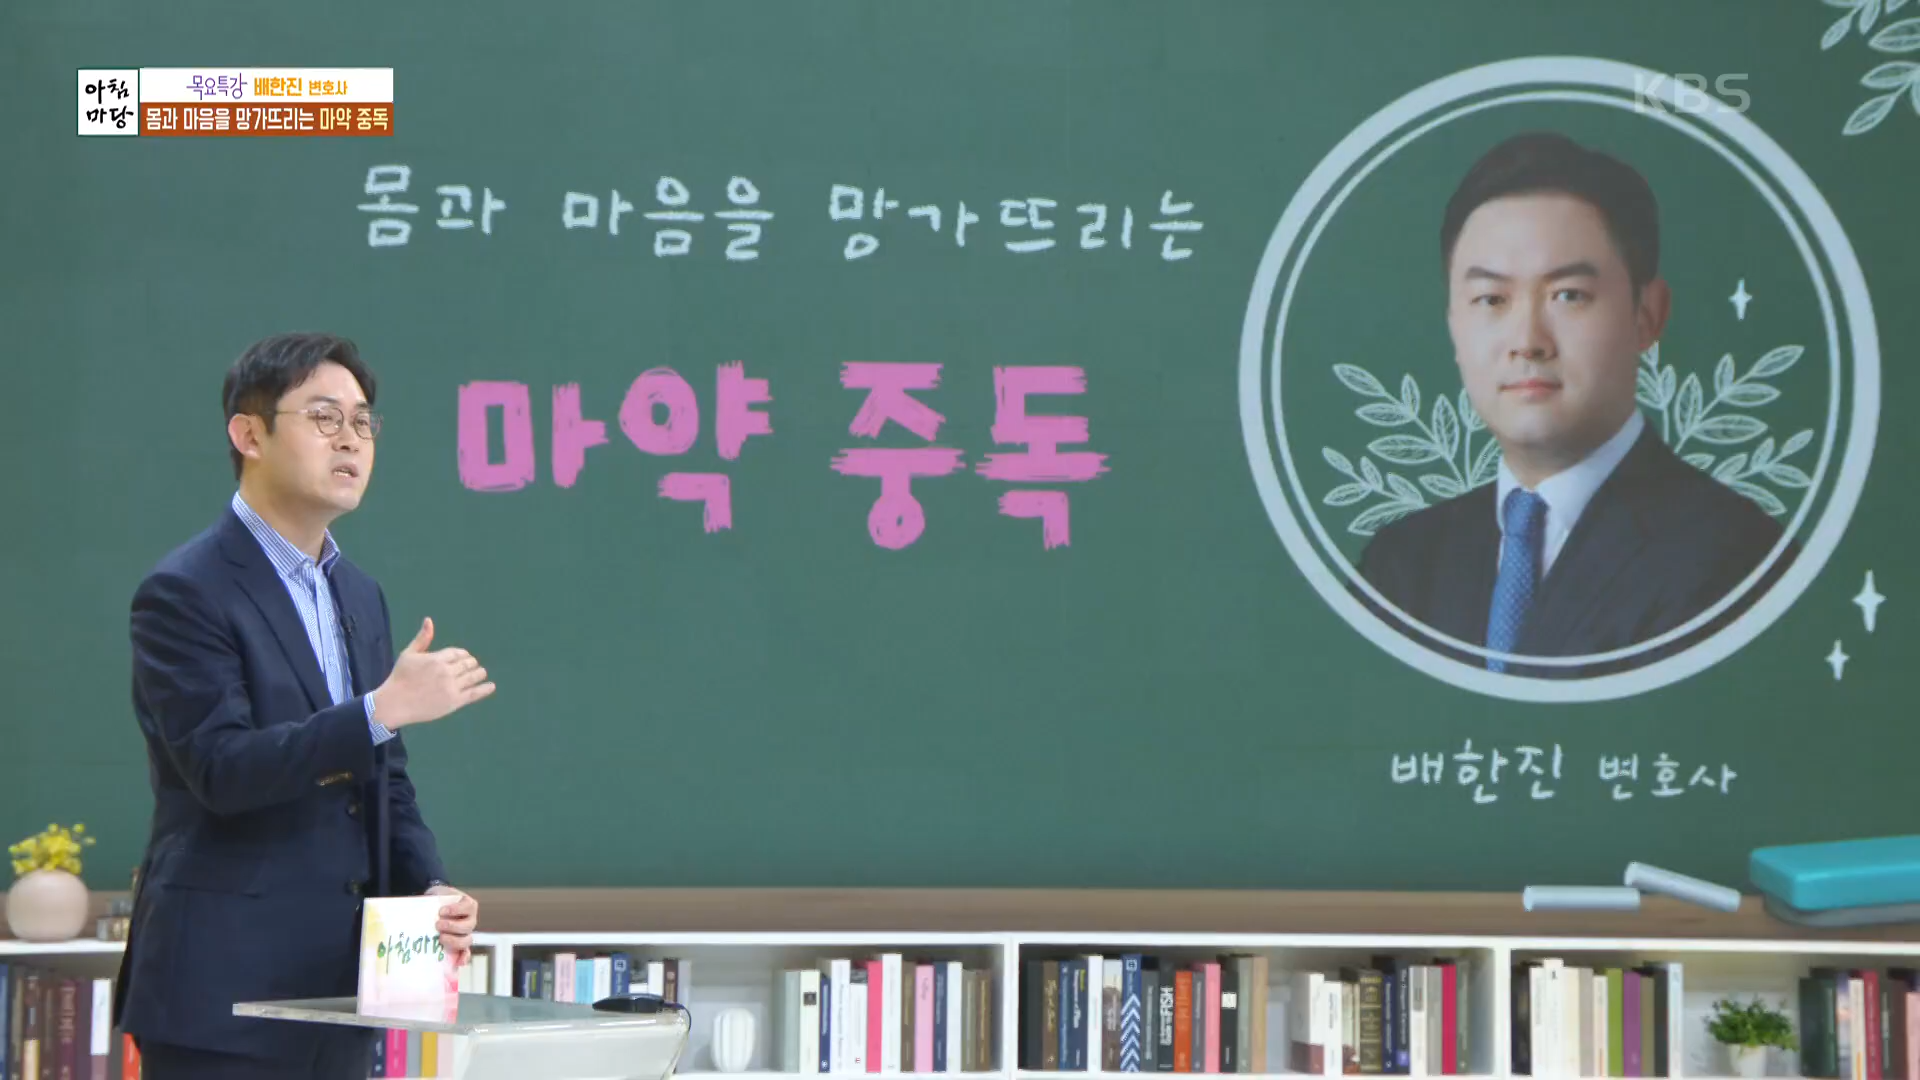 아침
마당
목요특강 배한진 변호사
몸과 마음을 망가뜨리는 마약 중독
KBS
몸과 마음을 망가뜨리는
마약 중독
배한진 변호사
아침마당